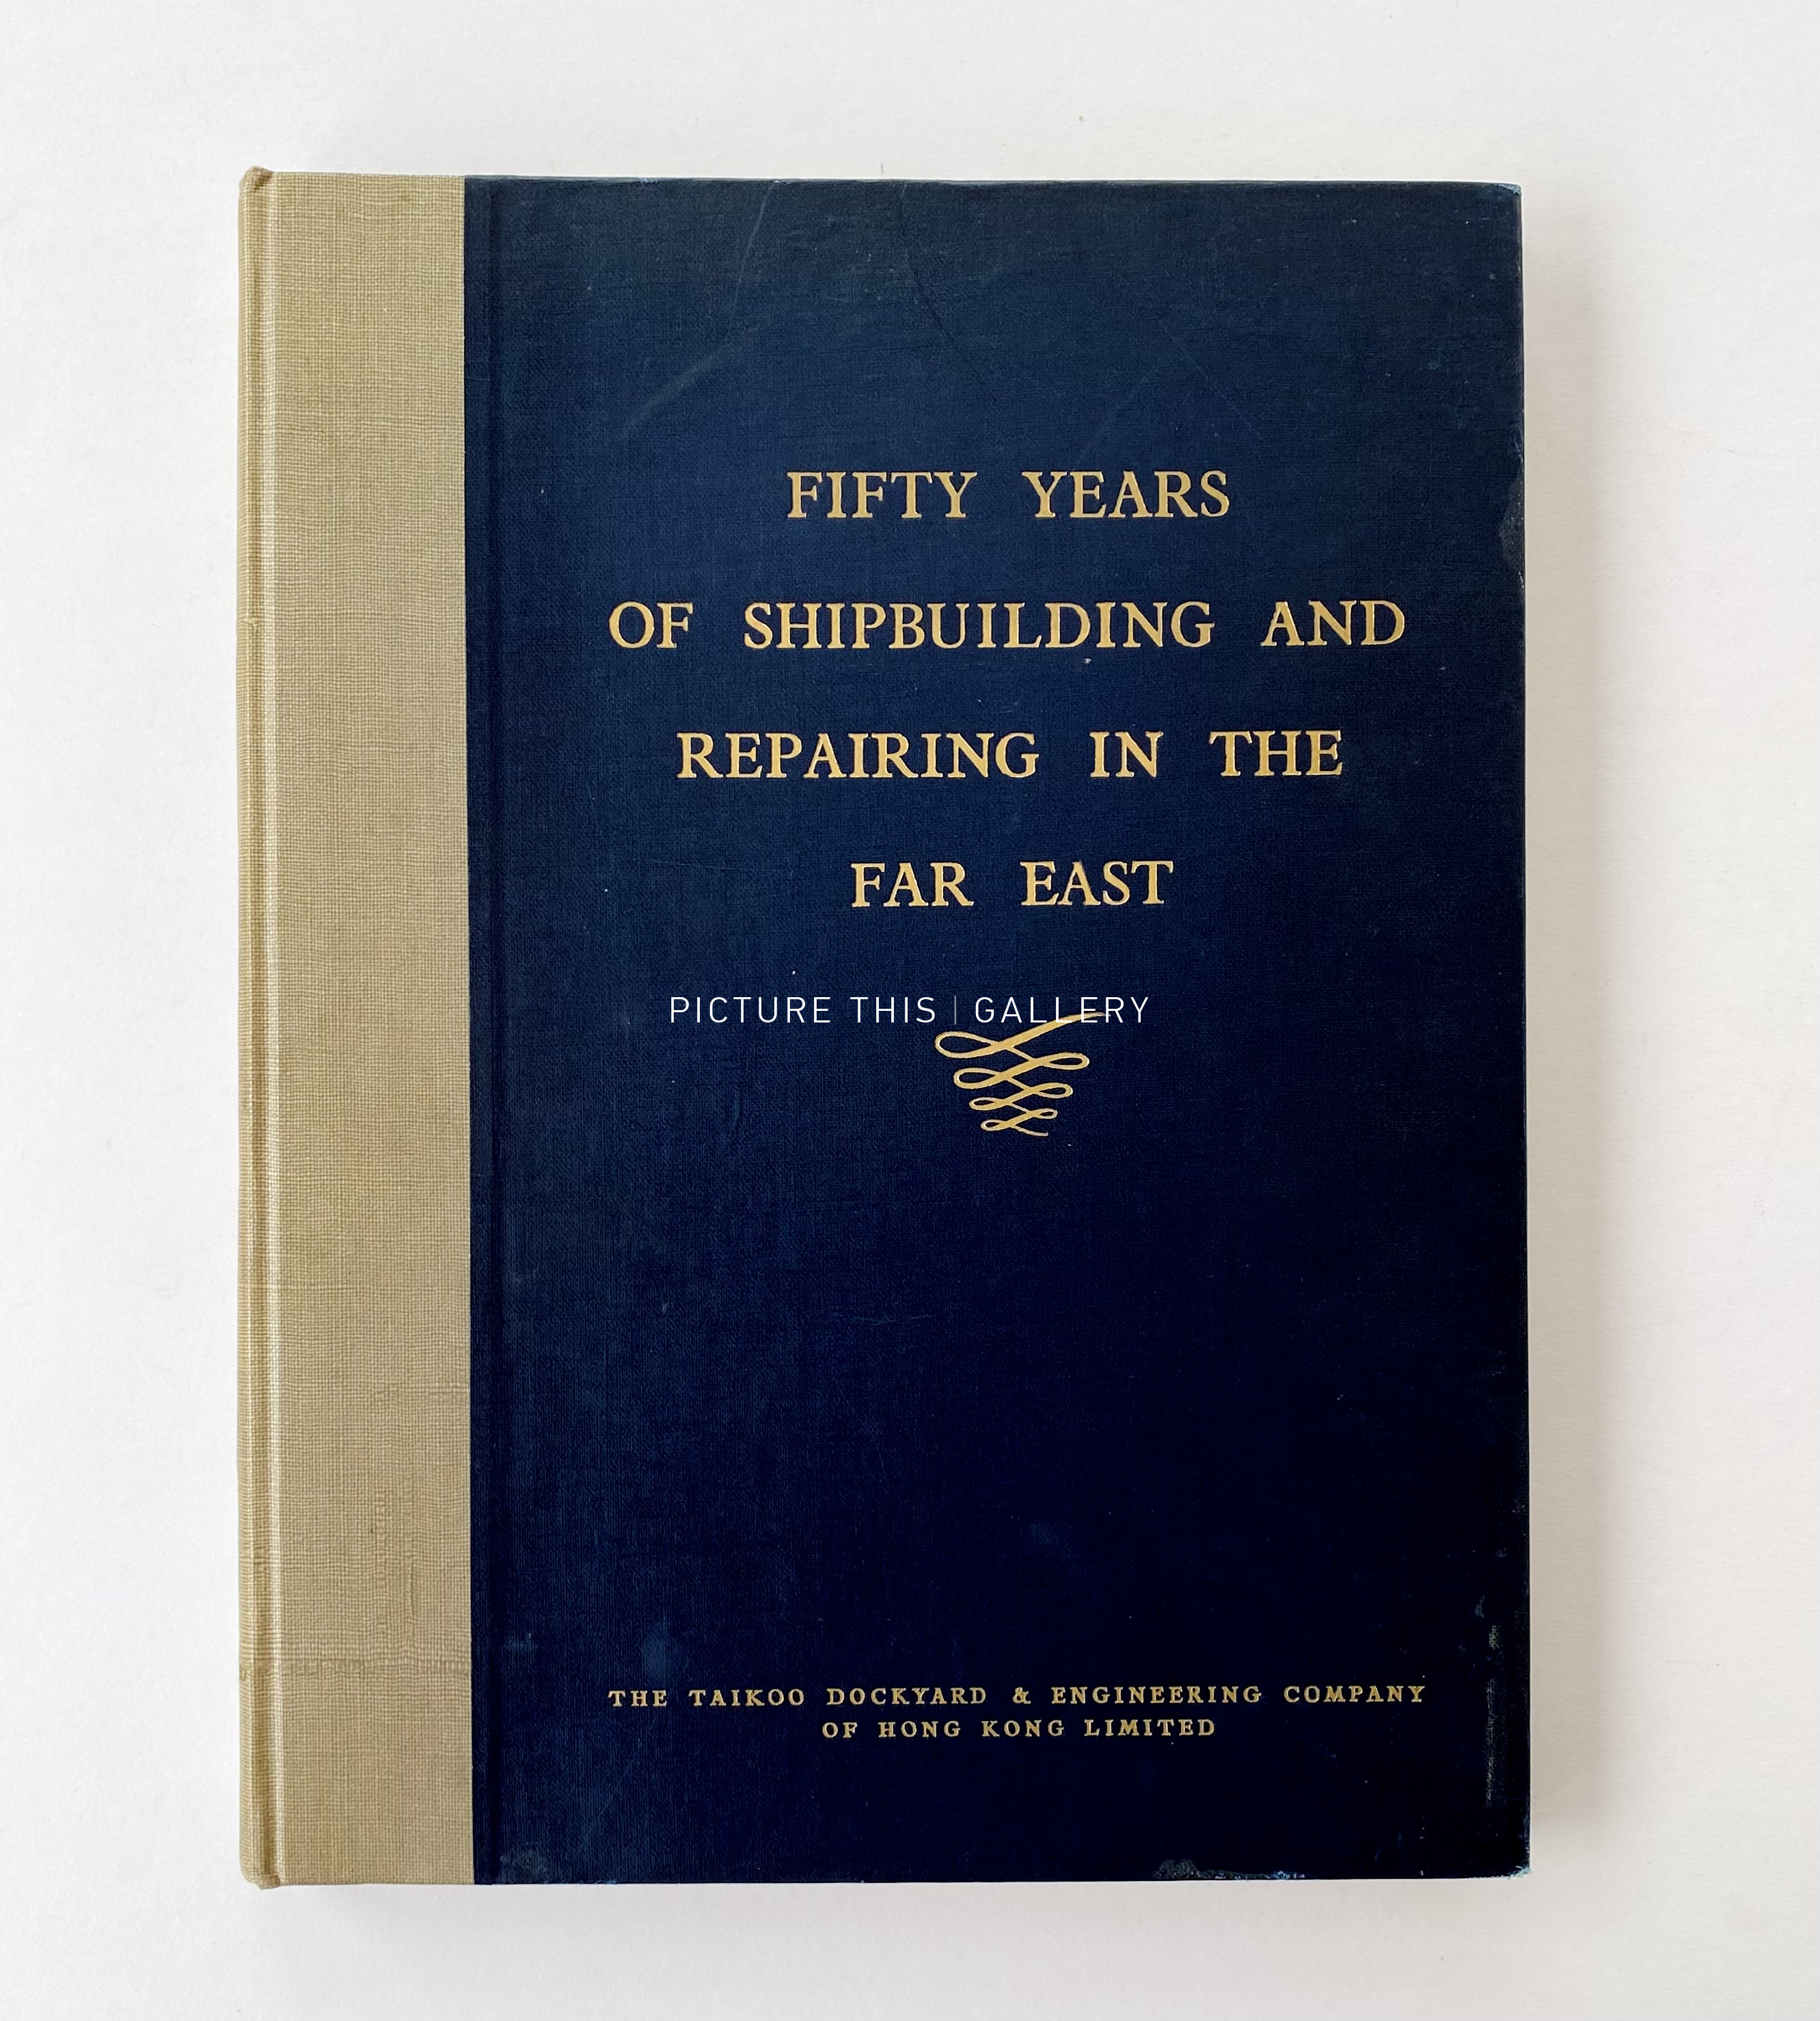 FIFTY YEARS
OF SHIPBUILDING AND
REPAIRING IN THE
FAR EAST
PICTURE THIS | GALLERY
THE TAIKOO DOCKYARD & ENGINEERING COMPANY
OF HONG KONG LIMITED